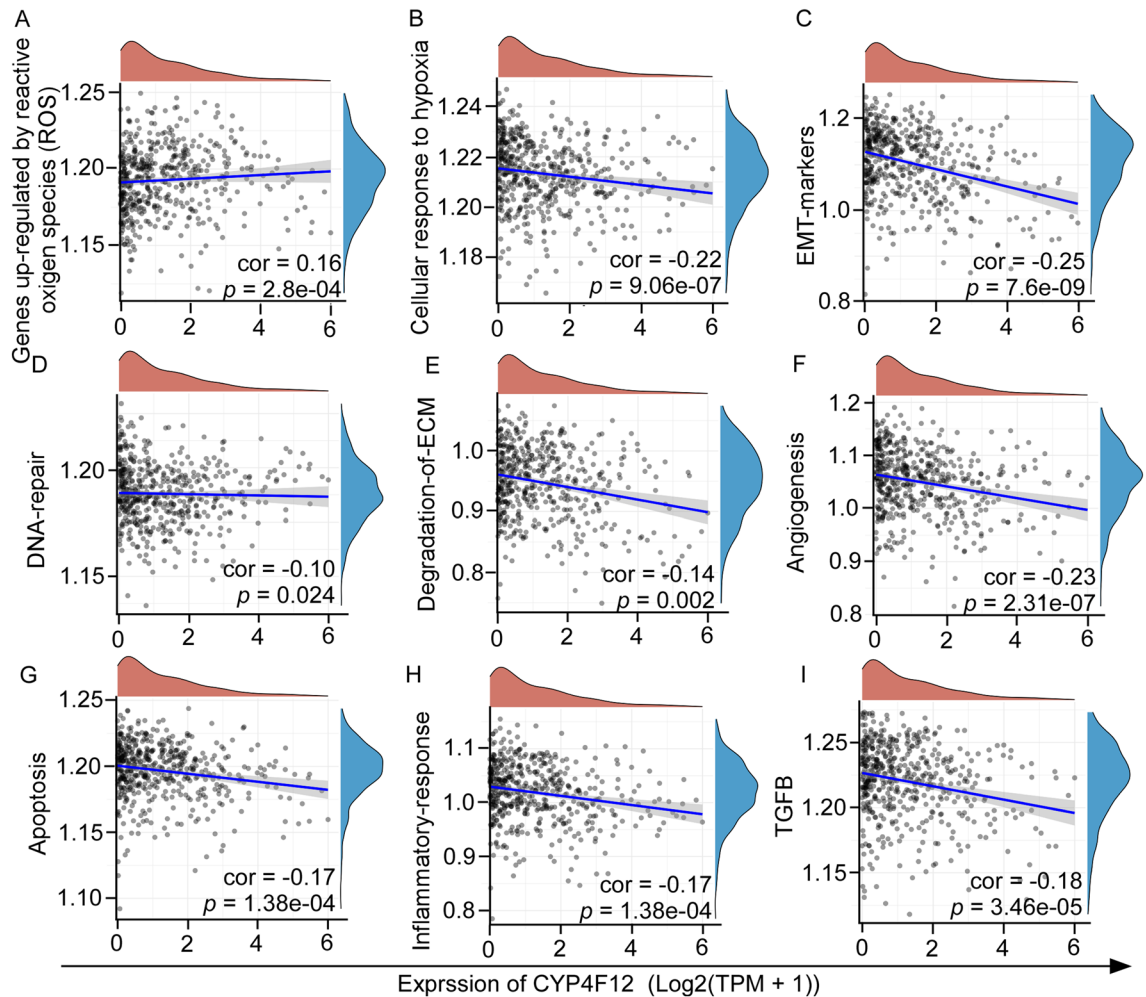 A
Genes up-regulated by reactive
oxigen species (ROS)
1.25
1.20
1.15
cor = 0.16
p = 2.8e-04
0 2 4 6
B
Cellular response to hypoxia
1.24
1.22
1.20
1.18
cor = -0.22
p = 9.06e-07
0 2 4 6
C
EMT-markers
1.2
1.0
0.8
cor = -0.25
p = 7.6e-09
0 2 4 6
D
DNA-repair
1.20
1.15
cor = -0.10
p = 0.024
0 2 4 6
E
Degradation-of-ECM
1.0
0.9
0.8
cor = -0.14
p = 0.002
0 2 4 6
F
Angiogenesis
1.2
1.1
1.0
0.9
0.8
cor = -0.23
p = 2.31e-07
0 2 4 6
G
Apoptosis
1.25
1.20
1.15
1.10
cor = -0.17
p = 1.38e-04
0 2 4 6
H
Inflammatory-response
1.1
1.0
0.9
0.8
cor = -0.17
p = 1.38e-04
0 2 4 6
I
TGFB
1.25
1.20
1.15
cor = -0.18
p = 3.46e-05
0 2 4 6
Exprssion of CYP4F12 (Log2(TPM + 1))